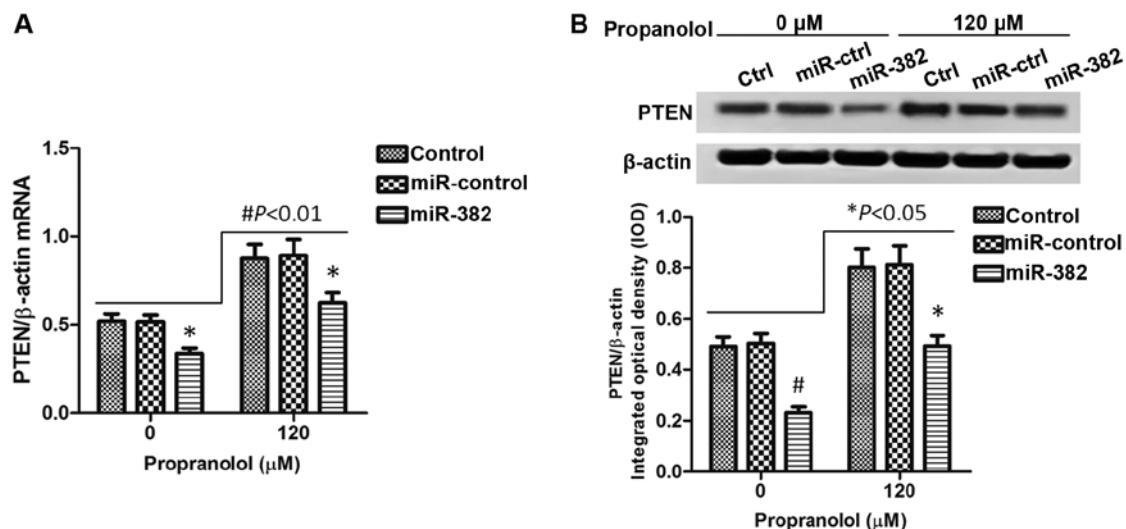 A
1.5
1.0
0.5
0.0
PTEN/β-actin mRNA
Control
miR-control
miR-382
#P<0.01
*
*
0
120
Propranolol (μM)
B
Propanolol
0 μM
120 μM
Ctrl
miR-ctrl
miR-382
Ctrl
miR-ctrl
miR-382
PTEN
β-actin
1.0
0.8
0.6
0.4
0.2
0.0
PTEN/β-actin
Integrated optical density (IOD)
*P<0.05
Control
miR-control
miR-382
#
*
0
120
Propranolol (μM)